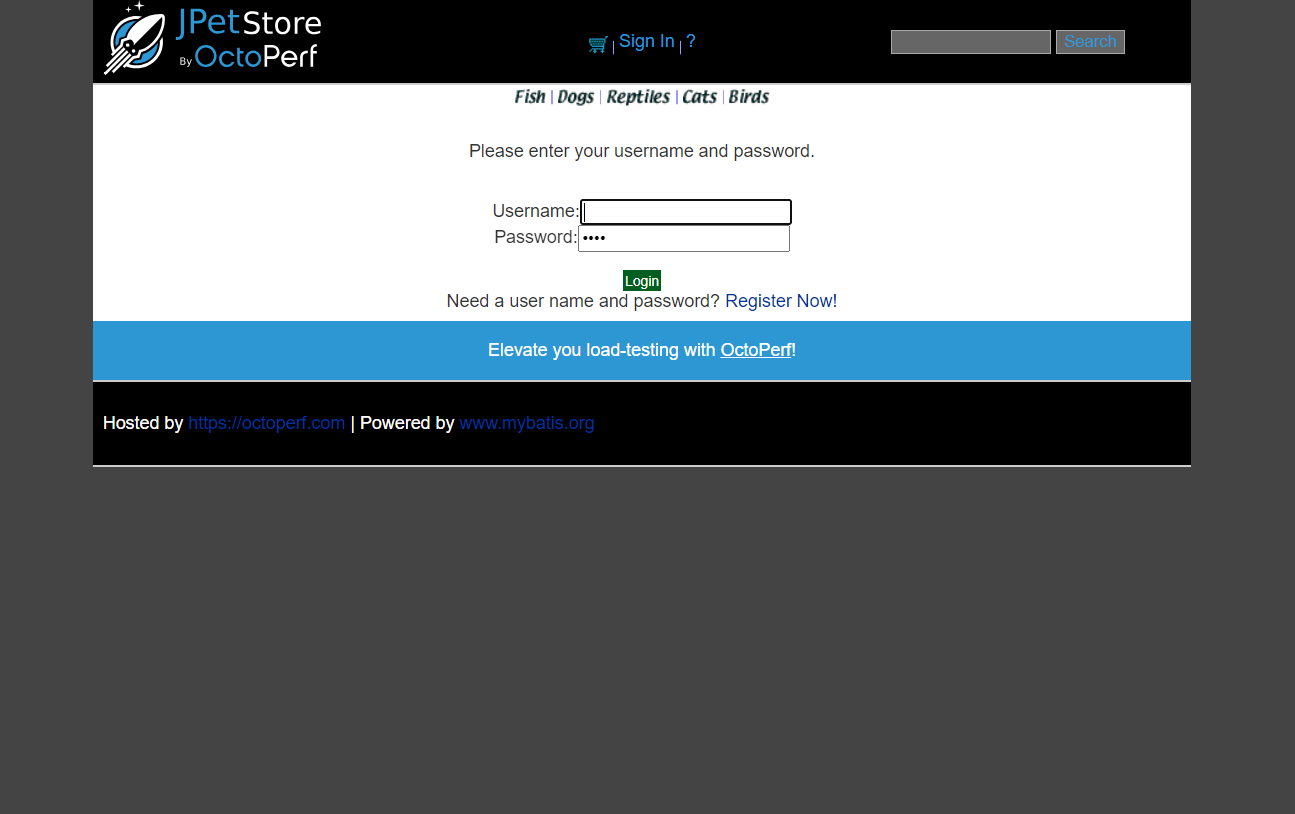 JPetStore
By OctoPerf
Sign In | ?
Search
Fish | Dogs | Reptiles | Cats | Birds
Please enter your username and password.
Username:
Password:••••
Login
Need a user name and password? Register Now!
Elevate you load-testing with OctoPerf!
Hosted by https://octoperf.com | Powered by www.mybatis.org